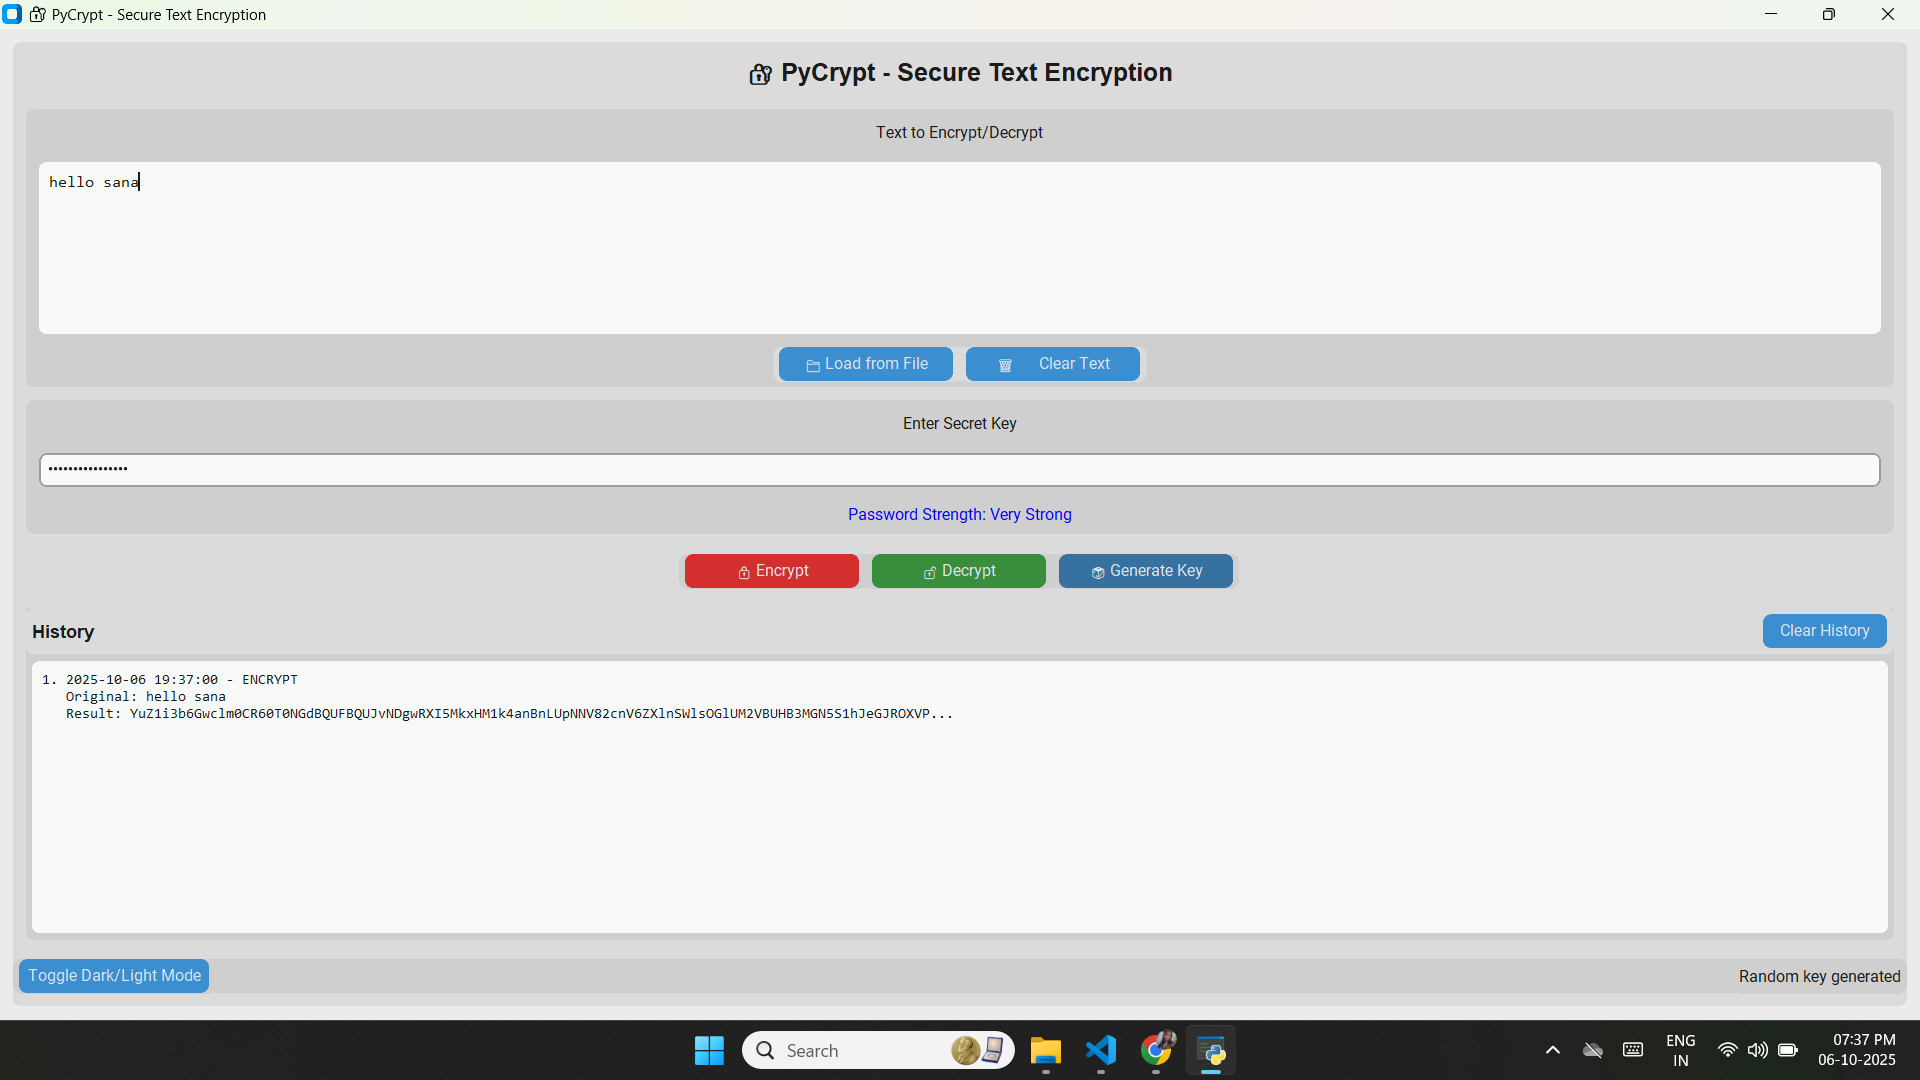 PyCrypt - Secure Text Encryption
PyCrypt - Secure Text Encryption
Text to Encrypt/Decrypt
hello sana
Load from File
Clear Text
Enter Secret Key
••••••••••••••••
Password Strength: Very Strong
Encrypt
Decrypt
Generate Key
History
Clear History
1. 2025-10-06 19:37:00 - ENCRYPT
Original: hello sana
Result: YuZ1i3b6Gwclm0CR60T0NGdBQUFBQUJvNDgwRXI5MkxHM1k4anBnLUpNNV82cnV6ZXlnSWlsOGlUM2VBUHB3MGN5S1hJeGJROXVP...
Toggle Dark/Light Mode
Random key generated
Search
ENG
IN
07:37 PM
06-10-2025